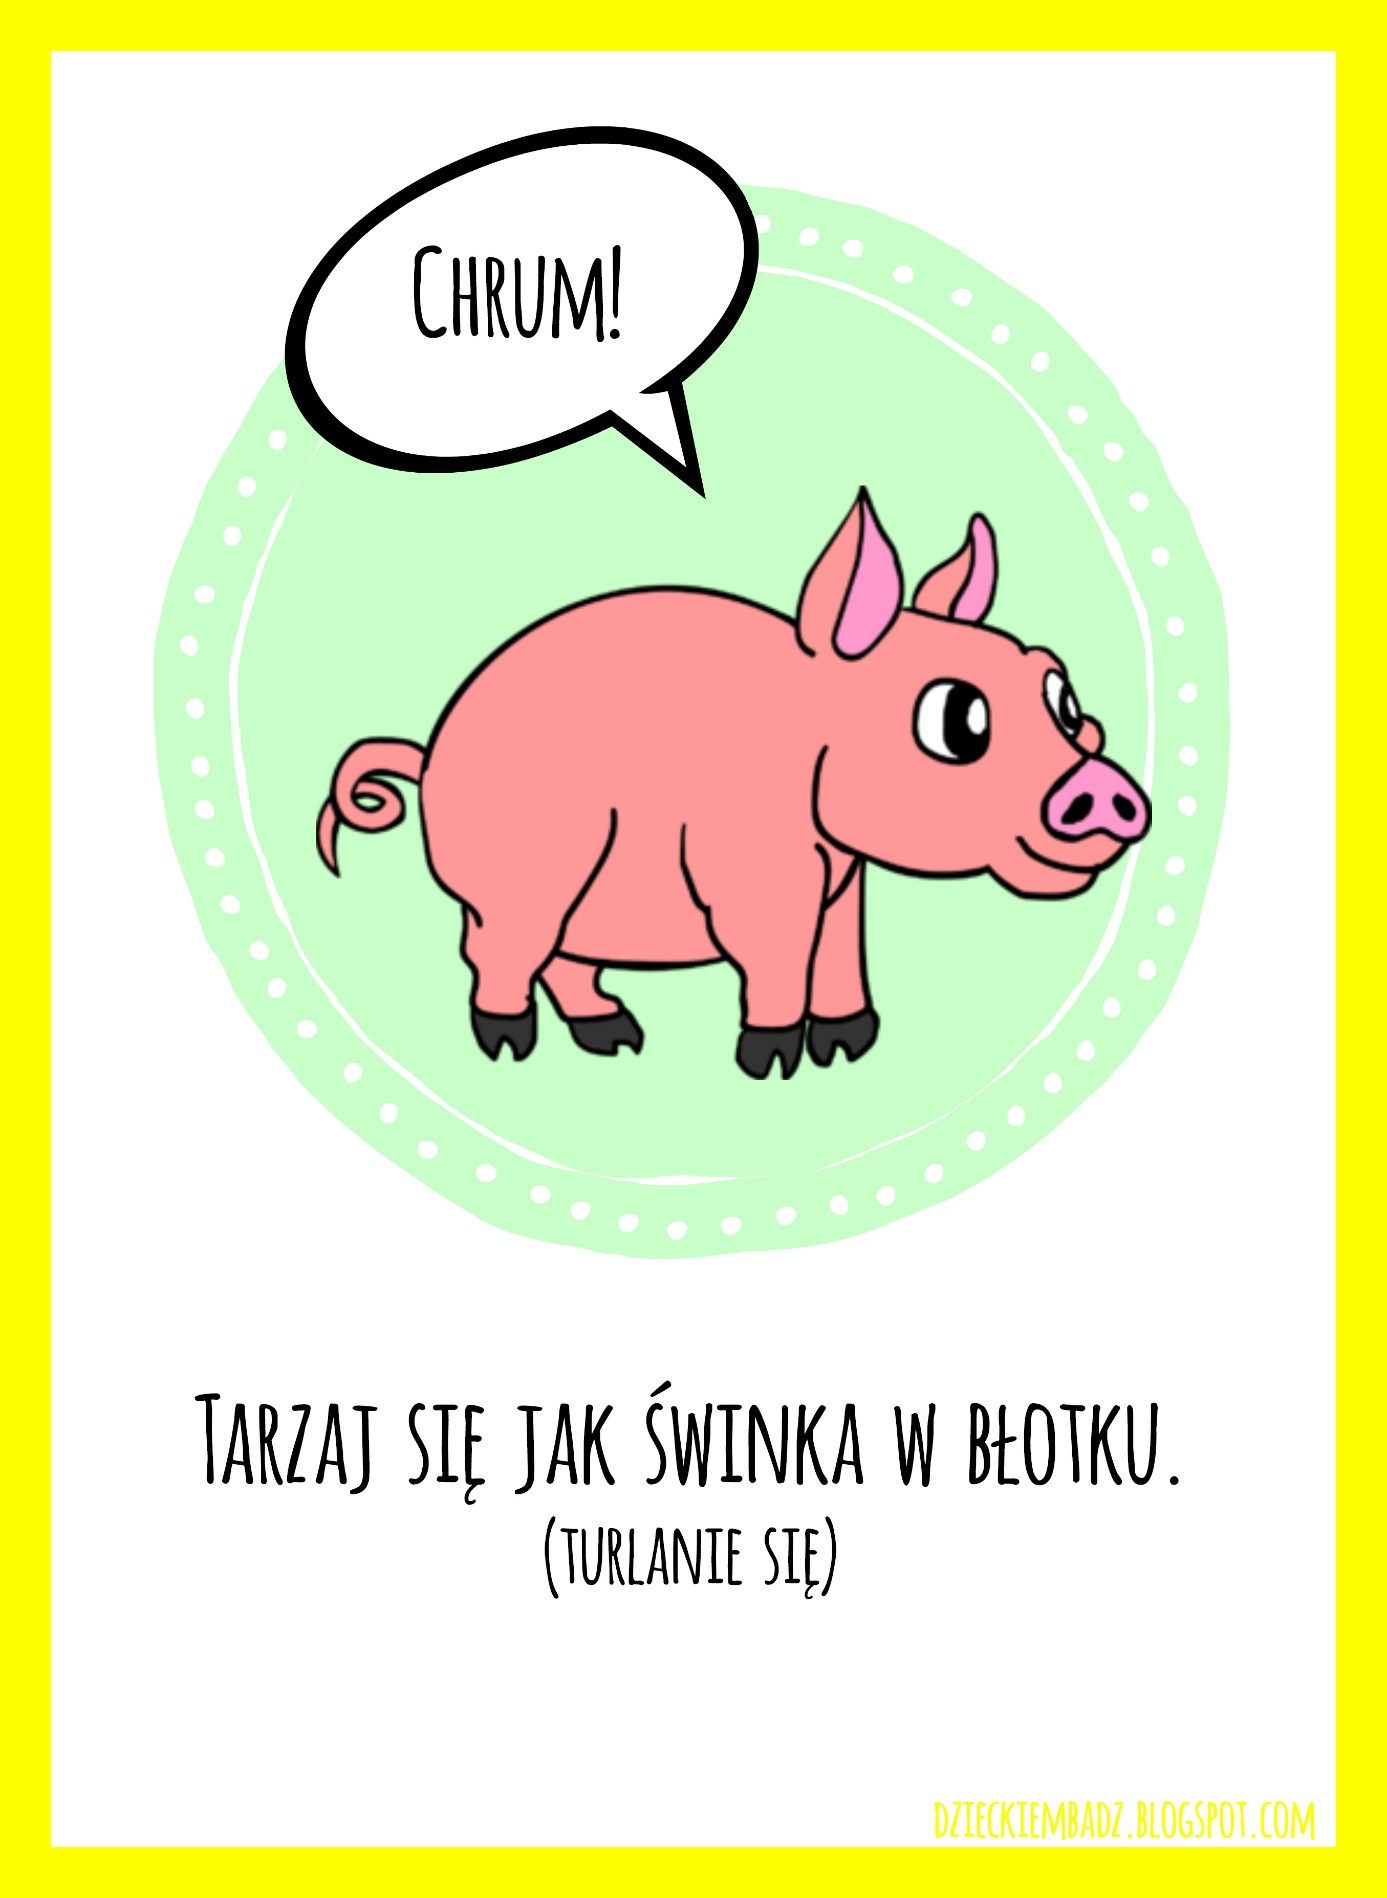 Chrum!
Tarzaj się jak świnka w błotku.
(turlanie się)
dzieckiembadz.blogspot.com